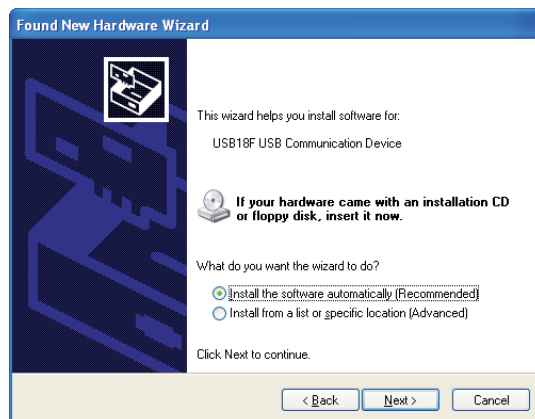 Found New Hardware Wizard
This wizard helps you install software for:
USB18F USB Communication Device
If your hardware came with an installation CD
or floppy disk, insert it now.
What do you want the wizard to do?
Install the software automatically (Recommended)
Install from a list or specific location (Advanced)
Click Next to continue.
< Back
Next >
Cancel